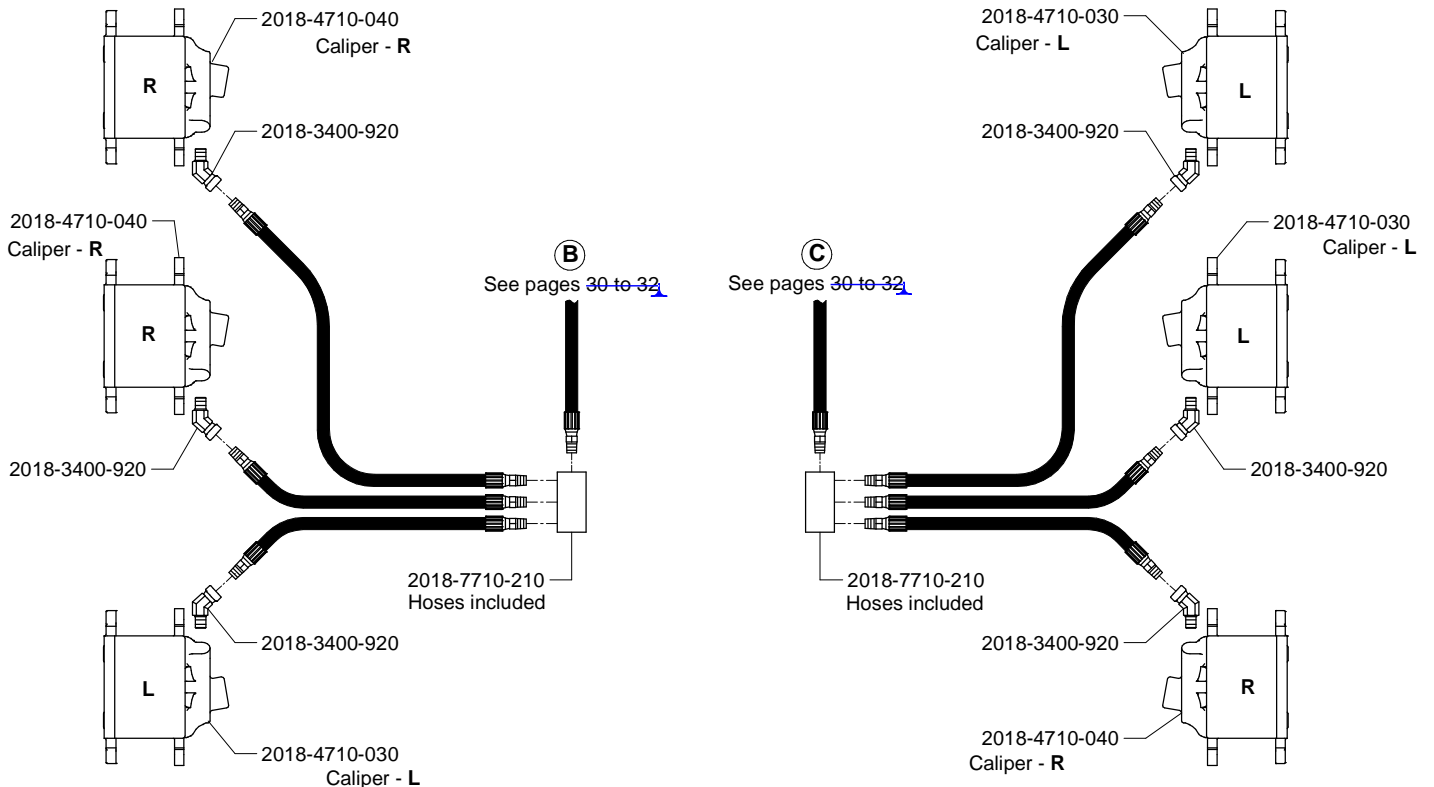 2018-4710-040
Caliper - R
R
2018-3400-920
2018-4710-040
Caliper - R
R
2018-3400-920
B
See pages 30 to 32
2018-7710-210
Hoses included
2018-3400-920
L
2018-4710-030
Caliper - L
2018-4710-030
Caliper - L
L
2018-3400-920
2018-4710-030
Caliper - L
L
2018-3400-920
C
See pages 30 to 32
2018-7710-210
Hoses included
2018-3400-920
R
2018-4710-040
Caliper - R